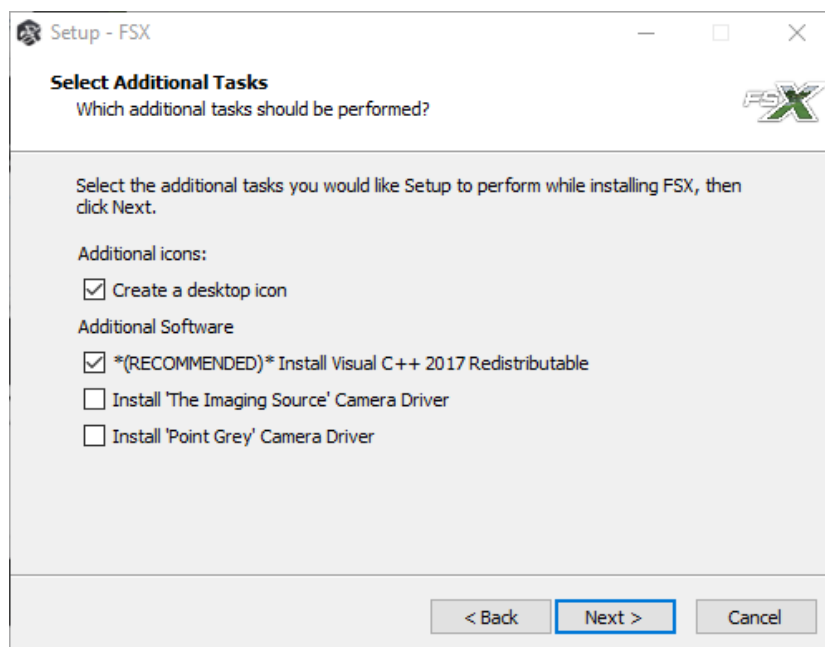 Setup - FSX
Select Additional Tasks
Which additional tasks should be performed?
FSX
Select the additional tasks you would like Setup to perform while installing FSX, then
click Next.
Additional icons:
Create a desktop icon
Additional Software
*(RECOMMENDED)* Install Visual C++ 2017 Redistributable
Install 'The Imaging Source' Camera Driver
Install 'Point Grey' Camera Driver
< Back Next > Cancel